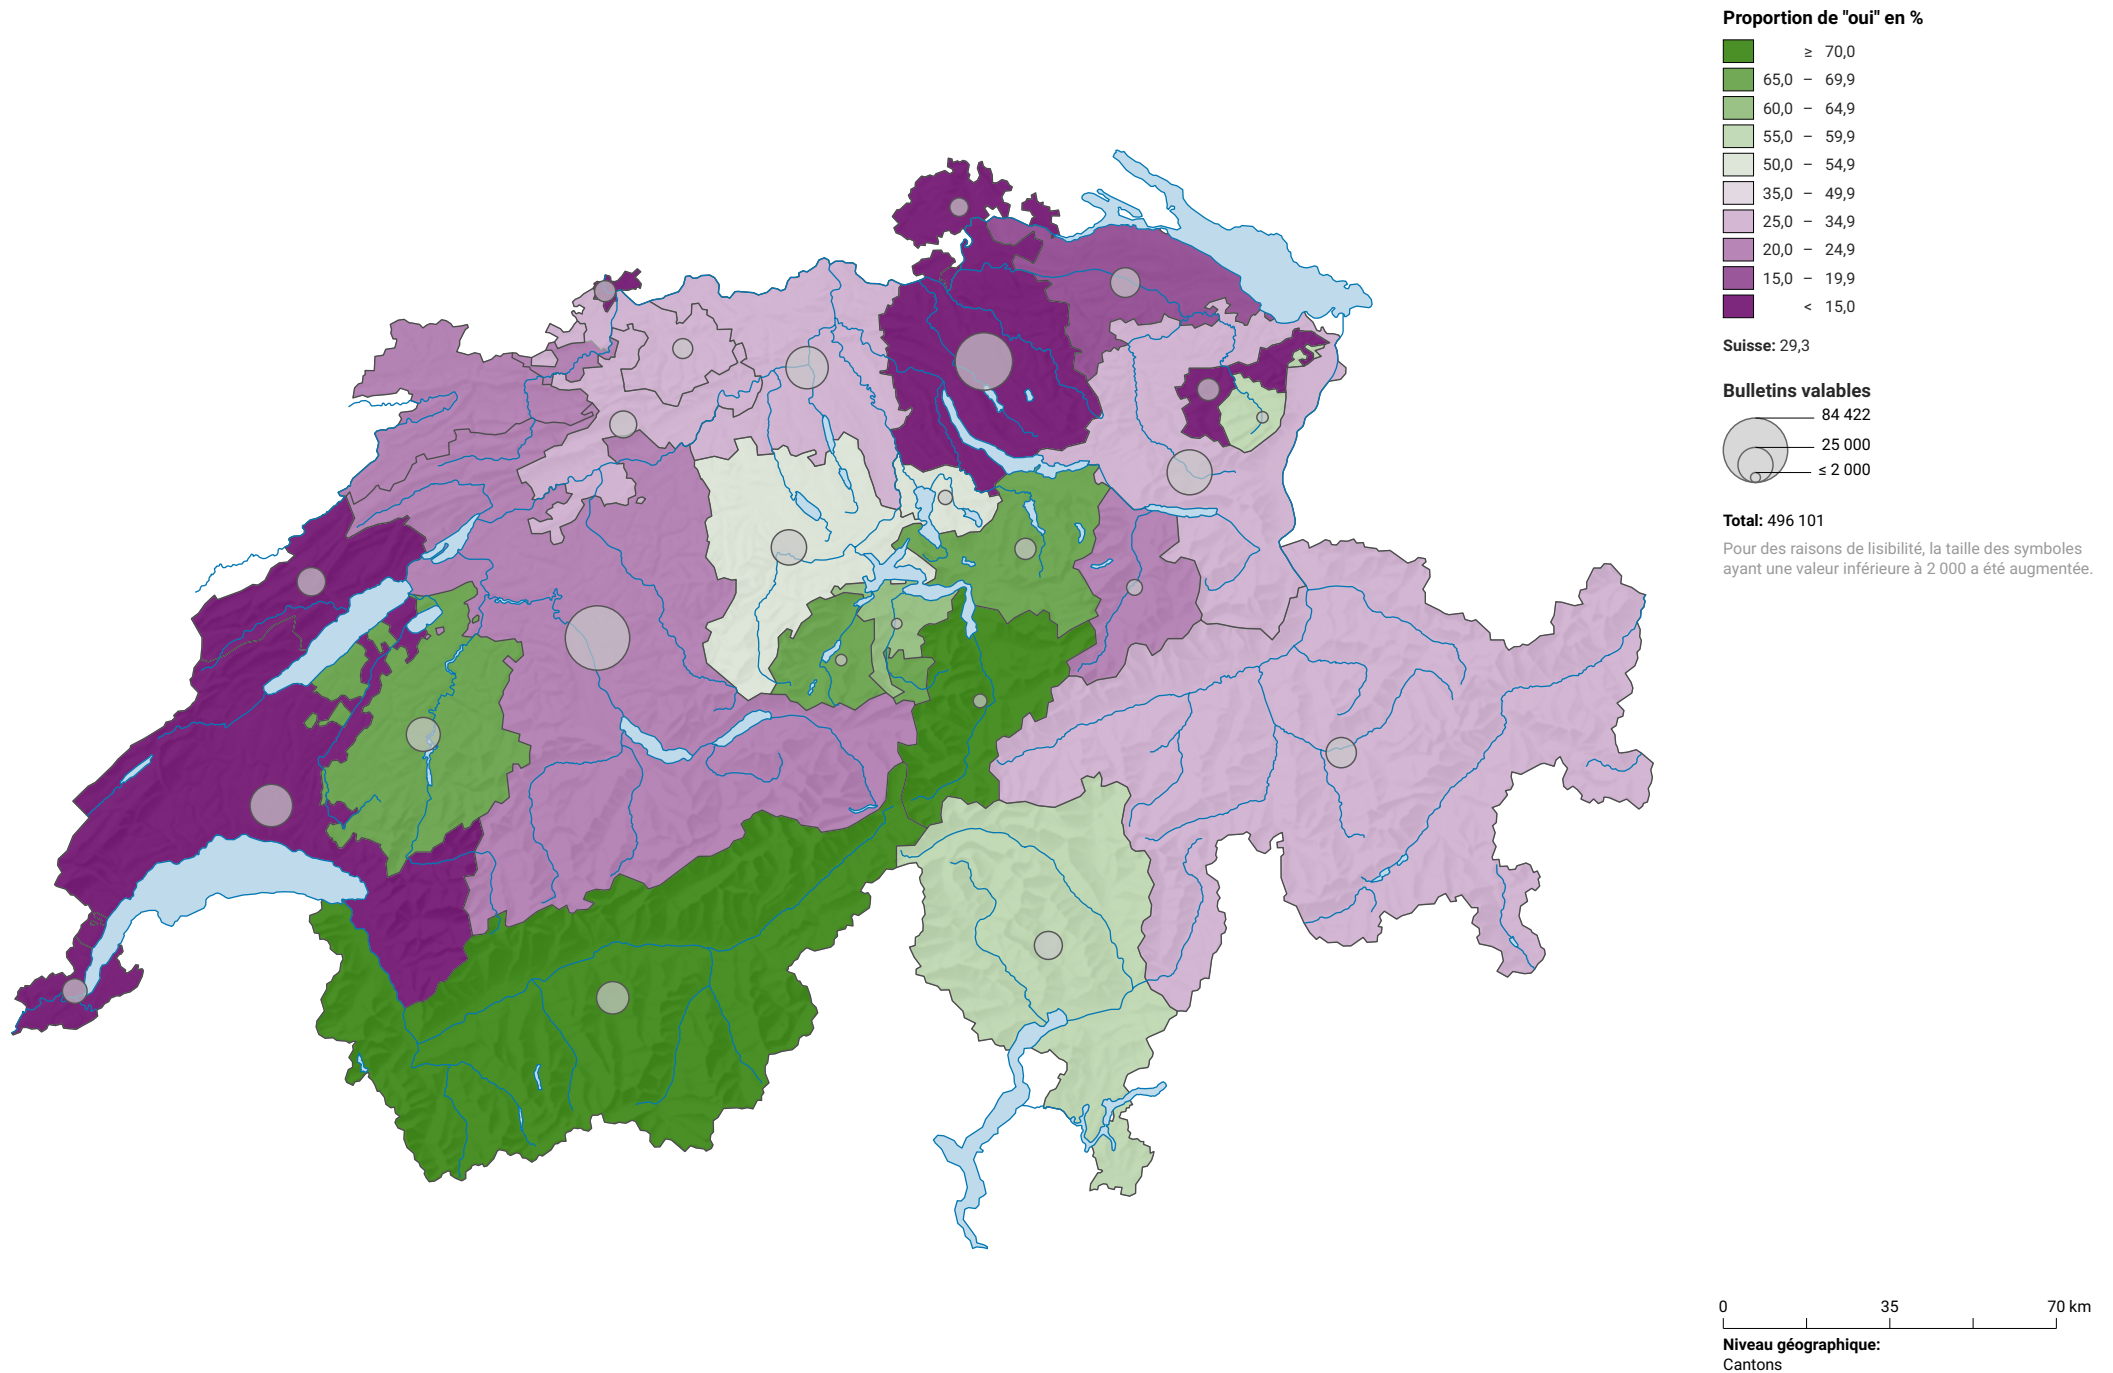 Proportion de "oui" en %
≥ 70,0
65,0 – 69,9
60,0 – 64,9
55,0 – 59,9
50,0 – 54,9
35,0 – 49,9
25,0 – 34,9
20,0 – 24,9
15,0 – 19,9
< 15,0
Suisse: 29,3
Bulletins valables
84 422
25 000
≤ 2 000
Total: 496 101
Pour des raisons de lisibilité, la taille des symboles
ayant une valeur inférieure à 2 000 a été augmentée.
0 35 70 km
Niveau géographique:
Cantons